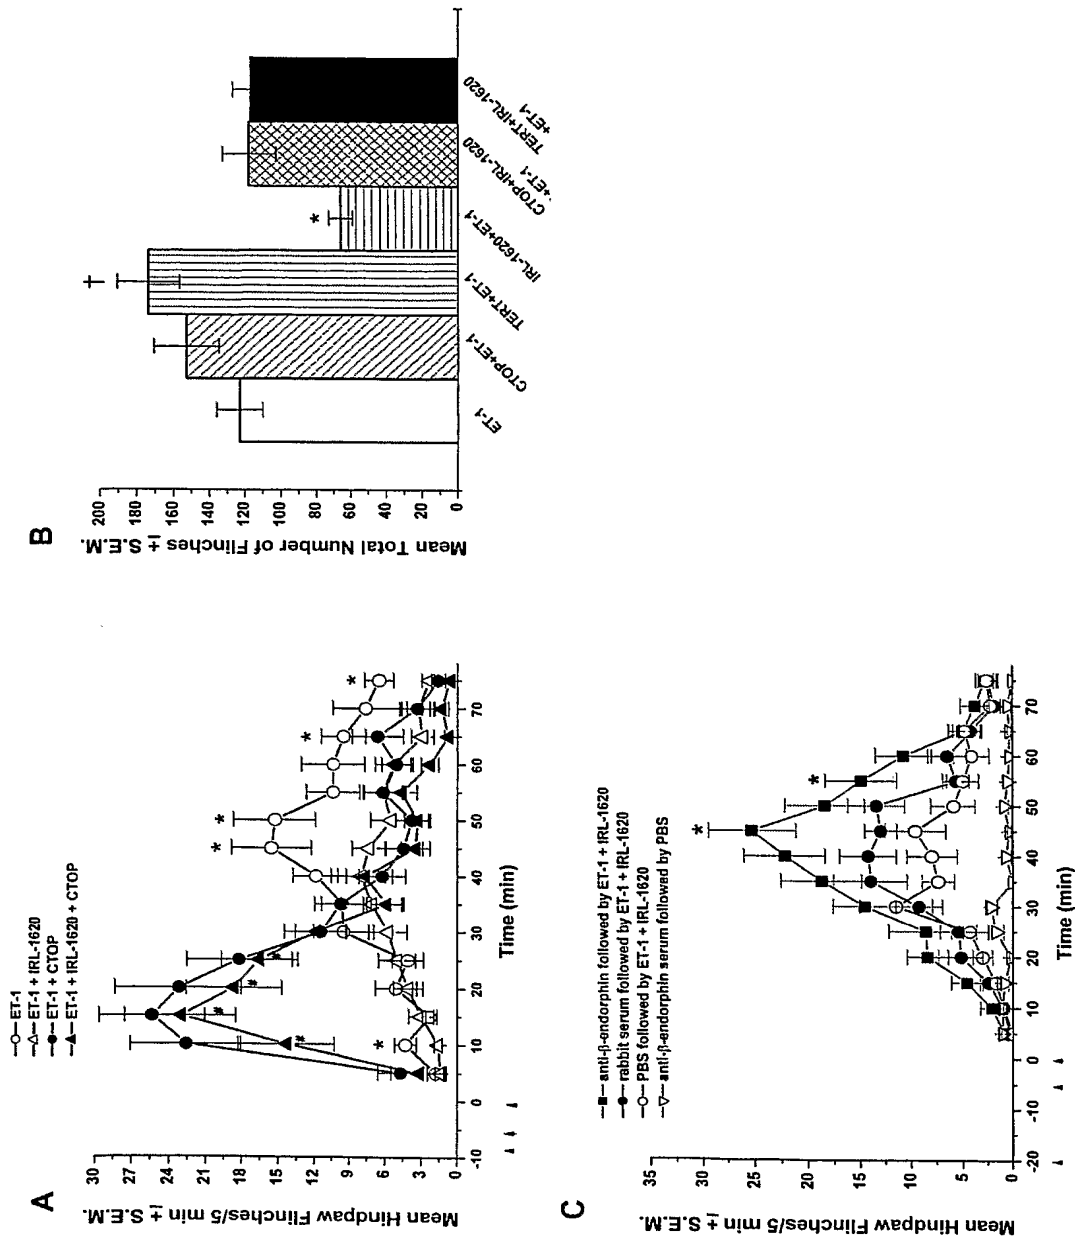 A
ET-1
ET-1 + IRL-1620
ET-1 + CTOP
ET-1 + IRL-1620 + CTOP
Mean Hindpaw Flinches/5 min ± S.E.M.
30
27
24
21
18
15
12
9
6
3
0
* * * * *
# # # #
-10 0 10 20 30 40 50 60 70
Time (min)
B
Mean Total Number of Flinches ± S.E.M.
200
180
160
140
120
100
80
60
40
20
0
†
*
ET-1
CTOP+ET-1
TERT+ET-1
IRL-1620+ET-1
CTOP+IRL-1620
+ET-1
TERT+IRL-1620
+ET-1
C
anti-β-endorphin followed by ET-1 + IRL-1620
rabbit serum followed by ET-1 + IRL-1620
PBS followed by ET-1 + IRL-1620
anti-β-endorphin serum followed by PBS
Mean Hindpaw Flinches/5 min ± S.E.M.
35
30
25
20
15
10
5
0
* *
-20 -10 0 10 20 30 40 50 60 70
Time (min)